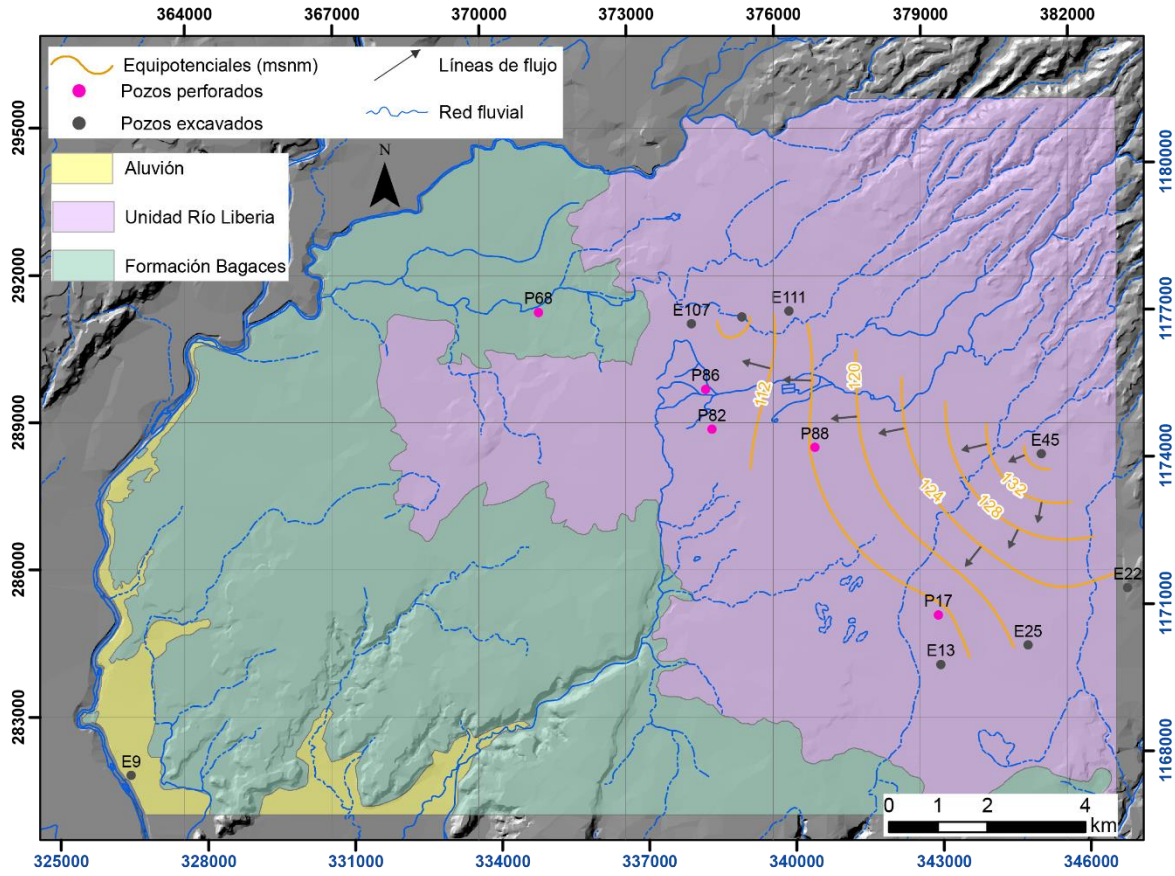 364000 367000 370000 373000 376000 379000 382000
Equipotenciales (msnm)
Pozos perforados
Pozos excavados
Líneas de flujo
Red fluvial
Aluvión
Unidad Río Liberia
Formación Bagaces
N
295000
292000
289000
286000
283000
1180000
1177000
1174000
1171000
1168000
P68
E107
E111
P86
P82
P88
E45
E22
P17
E13
E25
E9
112
120
124
128
132
0 1 2 4
km
325000 328000 331000 334000 337000 340000 343000 346000